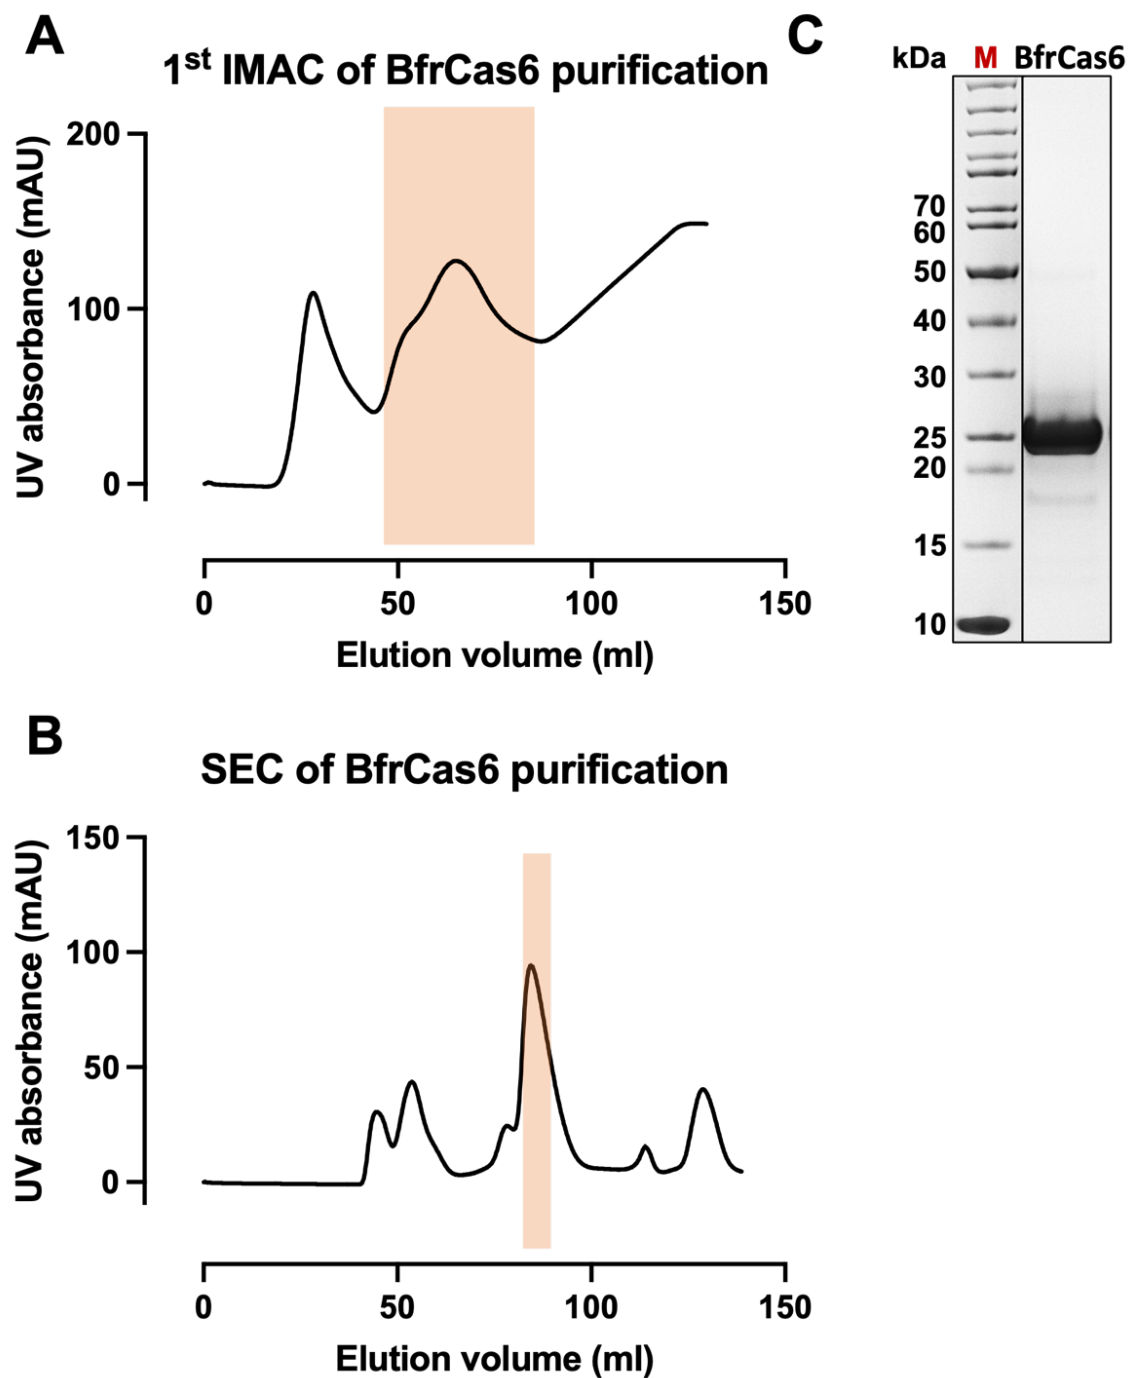 A
1st IMAC of BfrCas6 purification
UV absorbance (mAU)
200
100
0
0 50 100 150
Elution volume (ml)
B
SEC of BfrCas6 purification
UV absorbance (mAU)
150
100
50
0
0 50 100 150
Elution volume (ml)
C
kDa M BfrCas6
70
60
50
40
30
25
20
15
10